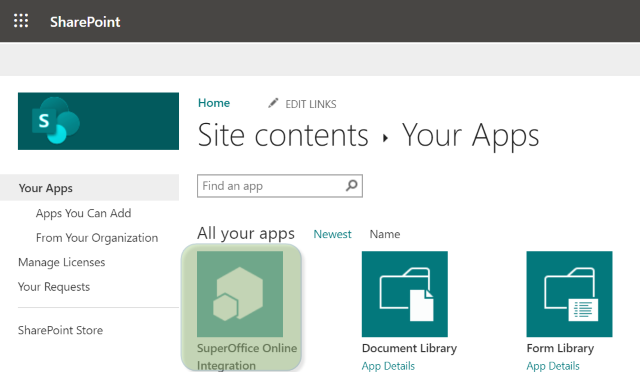 SharePoint
S
Home EDIT LINKS
Site contents ▸ Your Apps
Find an app
Your Apps
Apps You Can Add
From Your Organization
Manage Licenses
Your Requests
SharePoint Store
All your apps Newest Name
SuperOffice Online
Integration
Document Library
App Details
Form Library
App Details